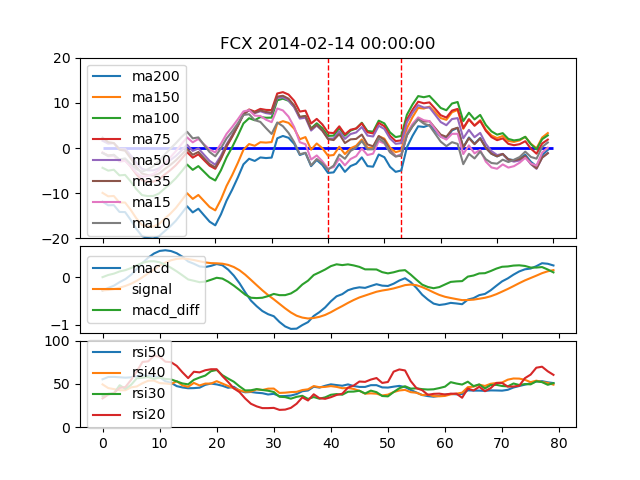 FCX 2014-02-14 00:00:00
20
10
0
−10
−20
ma200
ma150
ma100
ma75
ma50
ma35
ma15
ma10
0
−1
macd
signal
macd_diff
100
50
0
rsi50
rsi40
rsi30
rsi20
0 10 20 30 40 50 60 70 80